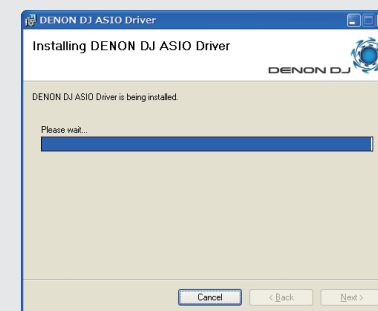 DENON DJ ASIO Driver
Installing DENON DJ ASIO Driver
DENON DJ
DENON DJ ASIO Driver is being installed.
Please wait...
Cancel < Back Next >